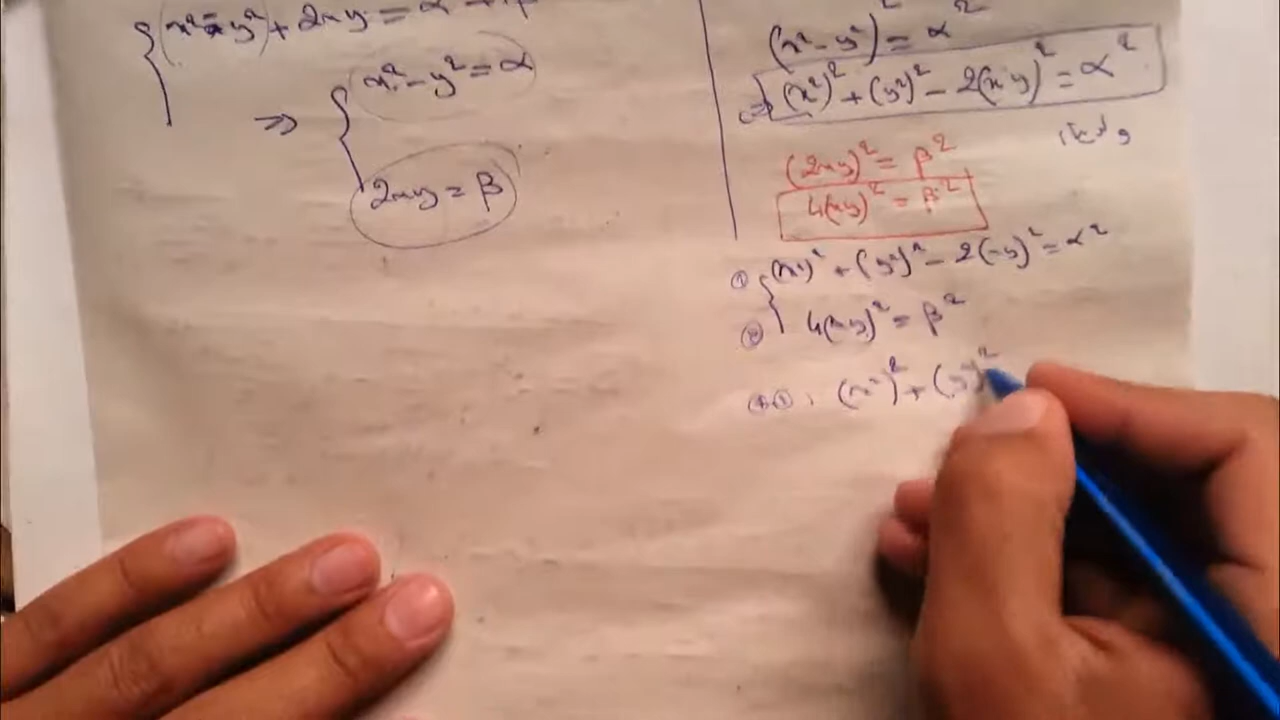 (x² - y²) + 2xy = α + iβ
⇒ { x² - y² = α
2xy = β
(x² - y²)² = α²
⇒ (x²)² + (y²)² - 2(xy)² = α²
(2xy)² = β²
4(xy)² = β²
① { (x²)² + (y²)² - 2(xy)² = α²
② 4(xy)² = β²
(x²)² + (y²)²